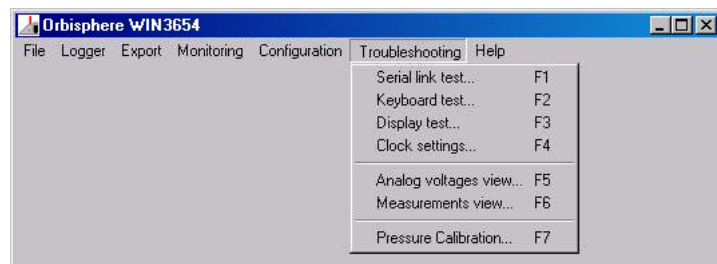 Orbisphere WIN3654
File Logger Export Monitoring Configuration Troubleshooting Help
Serial link test... F1
Keyboard test... F2
Display test... F3
Clock settings... F4
Analog voltages view... F5
Measurements view... F6
Pressure Calibration... F7